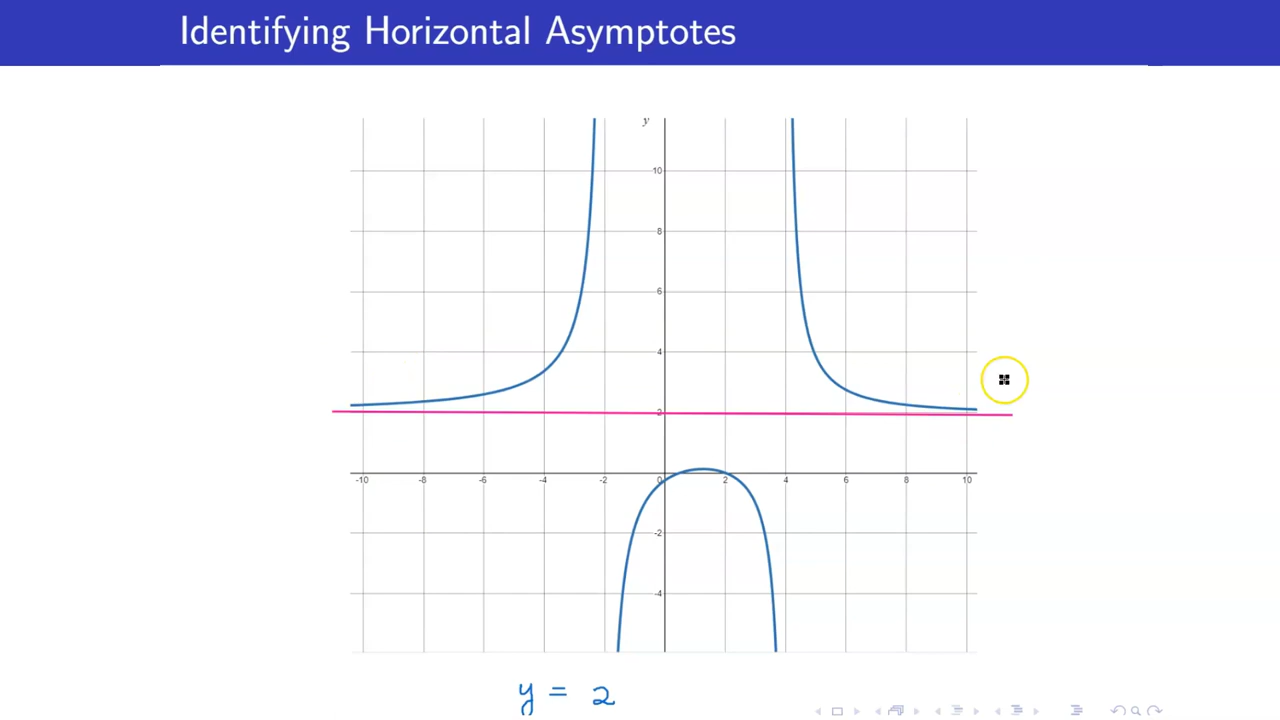 Identifying Horizontal Asymptotes
y
10
8
6
4
2
-10 -8 -6 -4 -2 0 2 4 6 8 10
-2
-4
y = 2